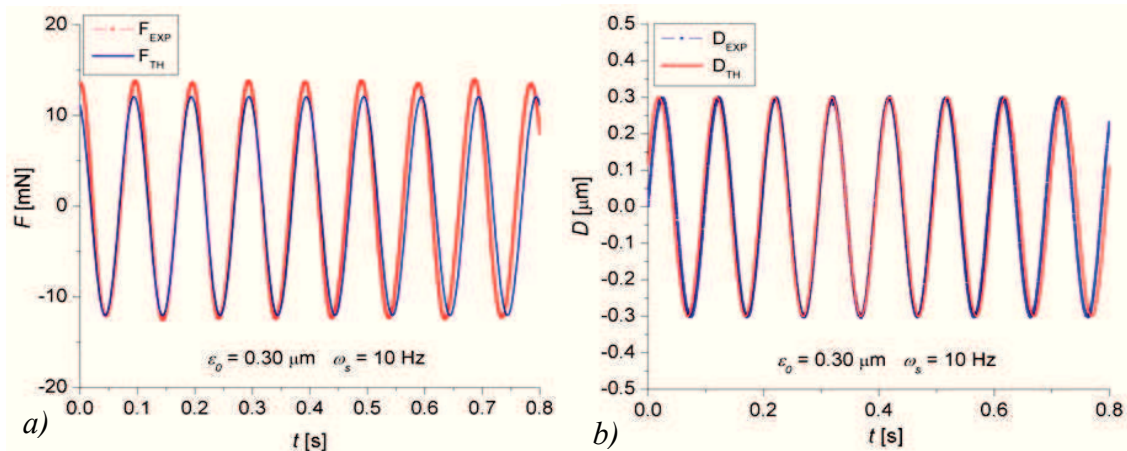 F_EXP
F_TH
F [mN]
20
10
0
-10
-20
ε₀ = 0.30 μm ω_s = 10 Hz
0.0 0.1 0.2 0.3 0.4 0.5 0.6 0.7 0.8
t [s]
a)
D_EXP
D_TH
D [μm]
0.5
0.4
0.3
0.2
0.1
0.0
-0.1
-0.2
-0.3
-0.4
-0.5
ε₀ = 0.30 μm ω_s = 10 Hz
0.0 0.2 0.4 0.6 0.8
t [s]
b)